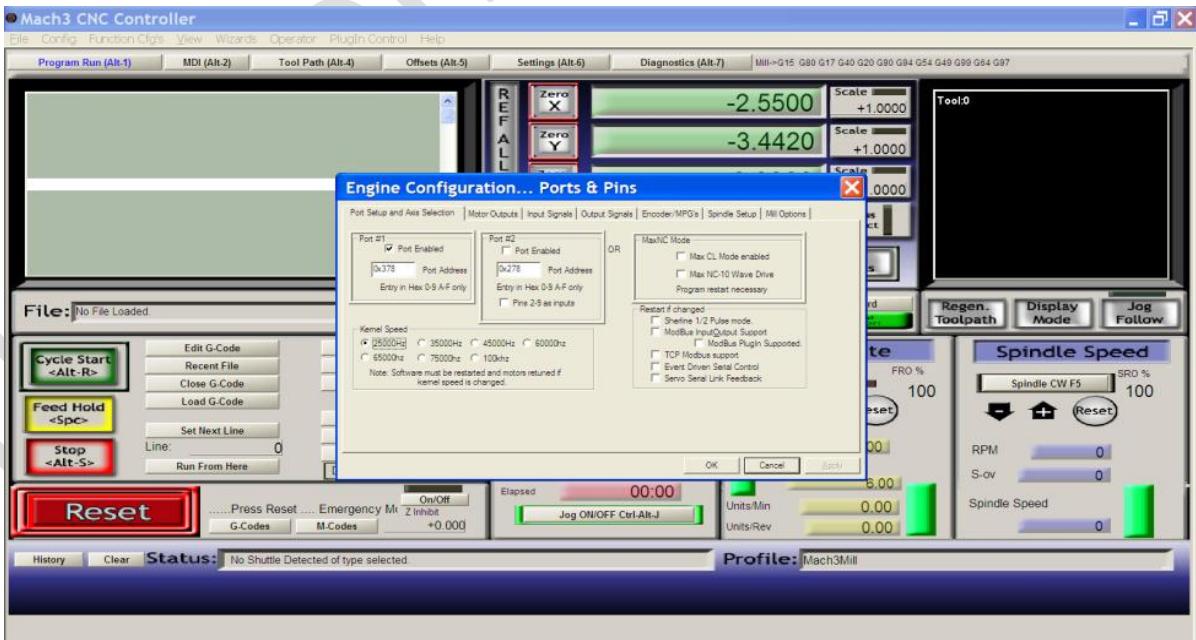 Mach3 CNC Controller
File Config Function Cfg's View Wizards Operator PlugIn Control Help
Program Run (Alt-1) MDI (Alt-2) Tool Path (Alt-4) Offsets (Alt-5) Settings (Alt-6) Diagnostics (Alt-7) Mill->G15 G80 G17 G40 G20 G90 G94 G54 G49 G99 G64 G97
REF ALL
Zero X -2.5500 Scale +1.0000
Zero Y -3.4420 Scale +1.0000
Scale
.0000
Tool:0
Engine Configuration... Ports & Pins
Port Setup and Axis Selection Motor Outputs Input Signals Output Signals Encoder/MPG's Spindle Setup Mill Options
Port #1
Port Enabled
0x378 Port Address
Entry in Hex 0-9 A-F only
Port #2
Port Enabled
0x278 Port Address
Entry in Hex 0-9 A-F only
Pins 2-9 as inputs
OR
MaxNC Mode
Max CL Mode enabled
Max NC-10 Wave Drive
Program restart necessary
Kernel Speed
25000Hz 35000Hz 45000Hz 60000hz
65000hz 75000hz 100khz
Note: Software must be restarted and motors retuned if
kernel speed is changed.
Restart if changed
Sherline 1/2 Pulse mode.
ModBus InputOutput Support
ModBus PlugIn Supported.
TCP Modbus support
Event Driven Serial Control
Servo Serial Link Feedback
OK Cancel Apply
File: No File Loaded.
Regen. Toolpath Display Mode Jog Follow
Cycle Start <Alt-R>
Feed Hold <Spc>
Stop <Alt-S>
Edit G-Code
Recent File
Close G-Code
Load G-Code
Set Next Line
Line: 0
Run From Here
FRO %
100
Spindle Speed
Spindle CW F5
SRO %
100
Reset
RPM 0
S-ov 0
Spindle Speed
0
6.00
Units/Min 0.00
Units/Rev 0.00
Reset
.....Press Reset .... Emergency
G-Codes M-Codes
On/Off
Z Inhibit
+0.000
Elapsed 00:00
Jog ON/OFF Ctrl-Alt-J
History Clear Status: No Shuttle Detected of type selected. Profile: Mach3Mill